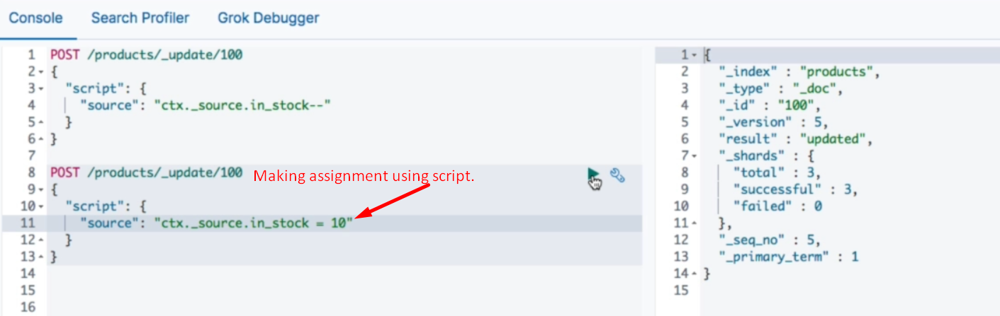 Console Search Profiler Grok Debugger
1 POST /products/_update/100
2 {
3 "script": {
4 "source": "ctx._source.in_stock--"
5 }
6 }
7
8 POST /products/_update/100 Making assignment using script.
9 {
10 "script": {
11 "source": "ctx._source.in_stock = 10"
12 }
13 }
14
15
16
1 {
2 "_index" : "products",
3 "_type" : "_doc",
4 "_id" : "100",
5 "_version" : 5,
6 "result" : "updated",
7 "_shards" : {
8 "total" : 3,
9 "successful" : 3,
10 "failed" : 0
11 },
12 "_seq_no" : 5,
13 "_primary_term" : 1
14 }
15